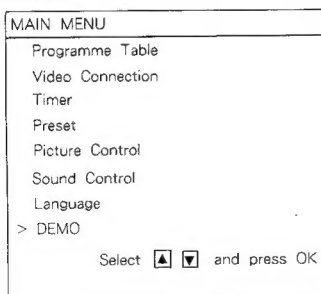 MAIN MENU
Programme Table
Video Connection
Timer
Preset
Picture Control
Sound Control
Language
> DEMO
Select ▲ ▼ and press OK